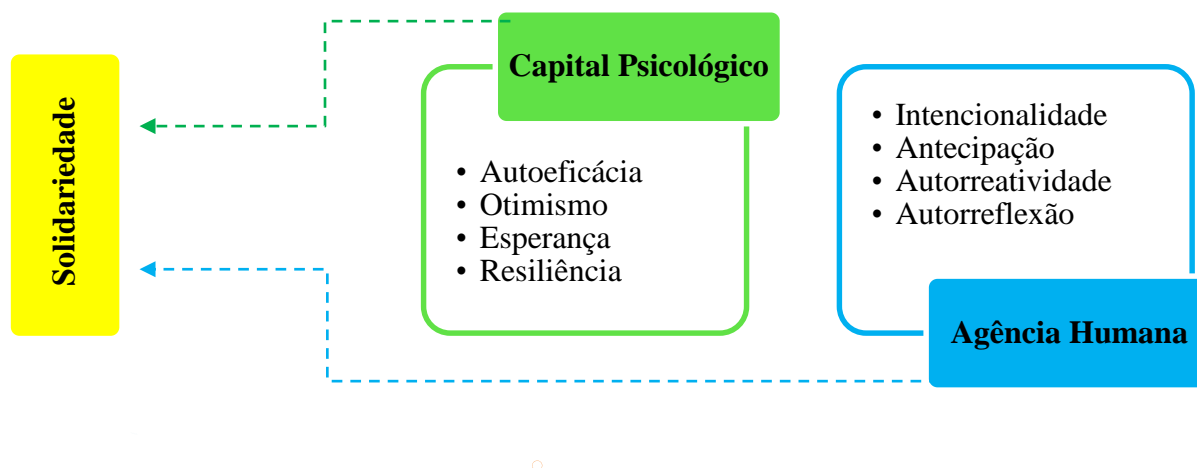 Solidariedade
Capital Psicológico
• Autoeficácia
• Otimismo
• Esperança
• Resiliência
• Intencionalidade
• Antecipação
• Autorreatividade
• Autorreflexão
Agência Humana